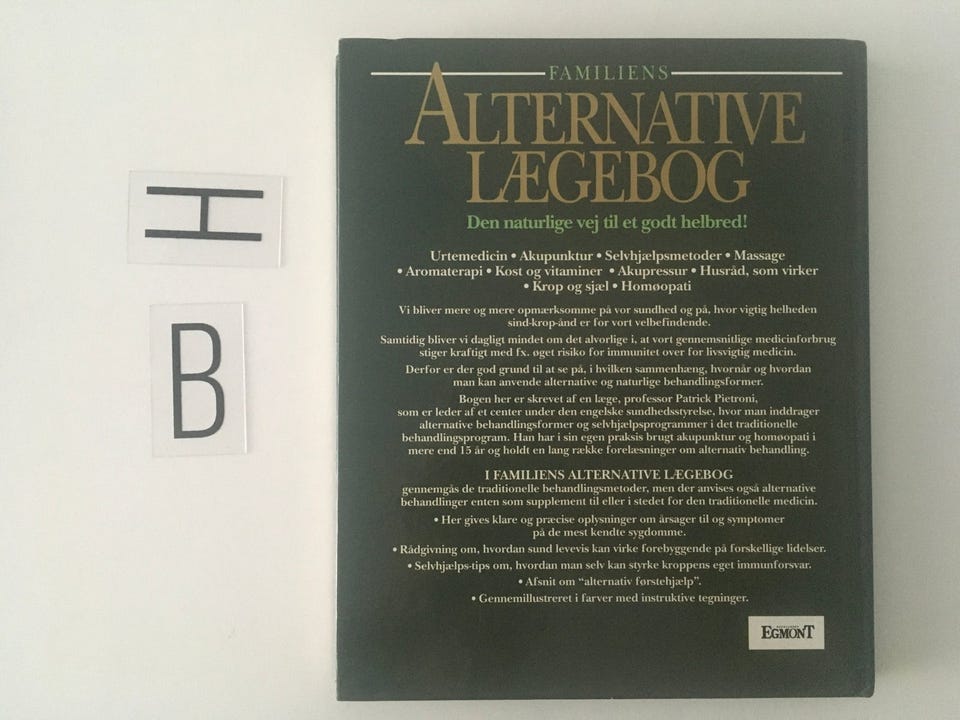 H
B
FAMILIENS
ALTERNATIVE
LÆGEBOG
Den naturlige vej til et godt helbred!
Urtemedicin • Akupunktur • Selvhjælpsmetoder • Massage
• Aromaterapi • Kost og vitaminer • Akupressur • Husråd, som virker
• Krop og sjæl • Homøopati
Vi bliver mere og mere opmærksomme på vor sundhed og på, hvor vigtig helheden
sind-krop-ånd er for vort velbefindende.
Samtidig bliver vi dagligt mindet om det alvorlige i, at vort gennemsnitlige medicinforbrug
stiger kraftigt med fx. øget risiko for immunitet over for livsvigtig medicin.
Derfor er der god grund til at se på, i hvilken sammenhæng, hvornår og hvordan
man kan anvende alternative og naturlige behandlingsformer.
Bogen her er skrevet af en læge, professor Patrick Pietroni,
som er leder af et center under den engelske sundhedsstyrelse, hvor man inddrager
alternative behandlingsformer og selvhjælpsprogrammer i det traditionelle
behandlingsprogram. Han har i sin egen praksis brugt akupunktur og homøopati i
mere end 15 år og holdt en lang række forelæsninger om alternativ behandling.
I FAMILIENS ALTERNATIVE LÆGEBOG
gennemgås de traditionelle behandlingsmetoder, men der anvises også alternative
behandlinger enten som supplement til eller i stedet for den traditionelle medicin.
• Her gives klare og præcise oplysninger om årsager til og symptomer
på de mest kendte sygdomme.
• Rådgivning om, hvordan sund levevis kan virke forebyggende på forskellige lidelser.
• Selvhjælps-tips om, hvordan man selv kan styrke kroppens eget immunforsvar.
• Afsnit om “alternativ førstehjælp”.
• Gennemillustreret i farver med instruktive tegninger.
EGMONT